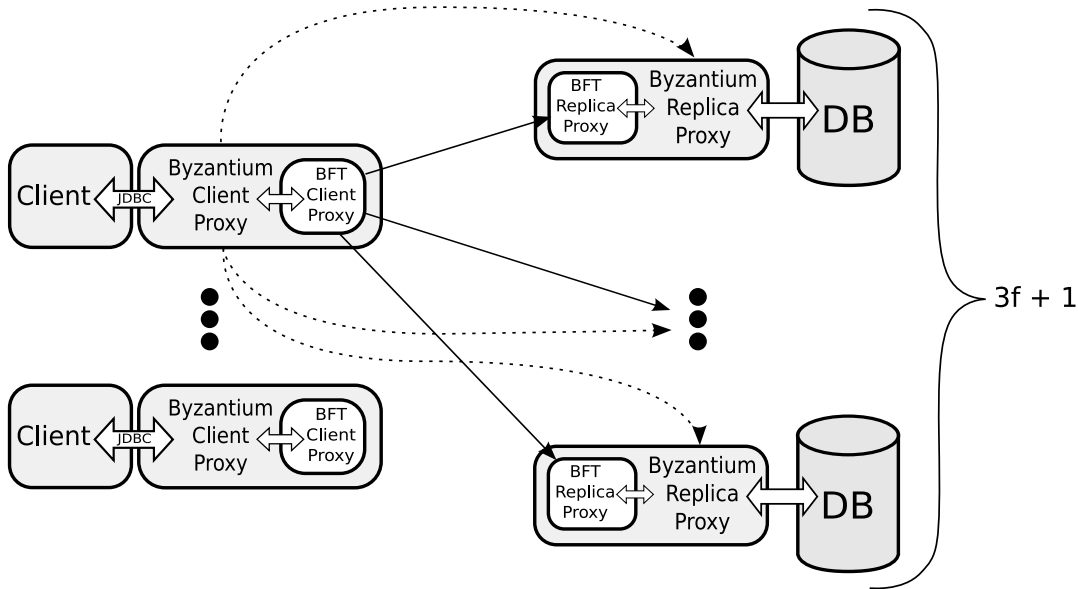 BFT
Replica
Proxy
Byzantium
Replica
Proxy
DB
Client
JDBC
Byzantium
Client
Proxy
BFT
Client
Proxy
3f + 1
Client
JDBC
Byzantium
Client
Proxy
BFT
Client
Proxy
BFT
Replica
Proxy
Byzantium
Replica
Proxy
DB